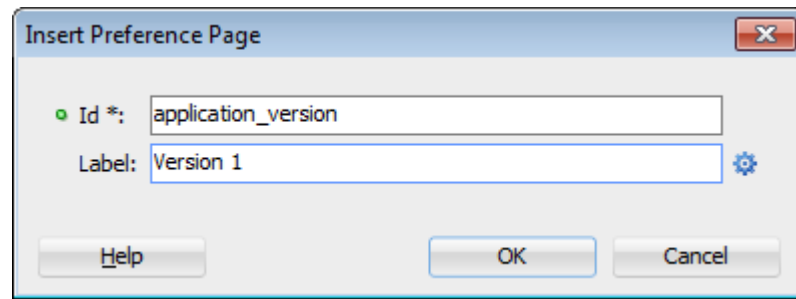 Insert Preference Page
Id *: application_version
Label: Version 1
Help OK Cancel